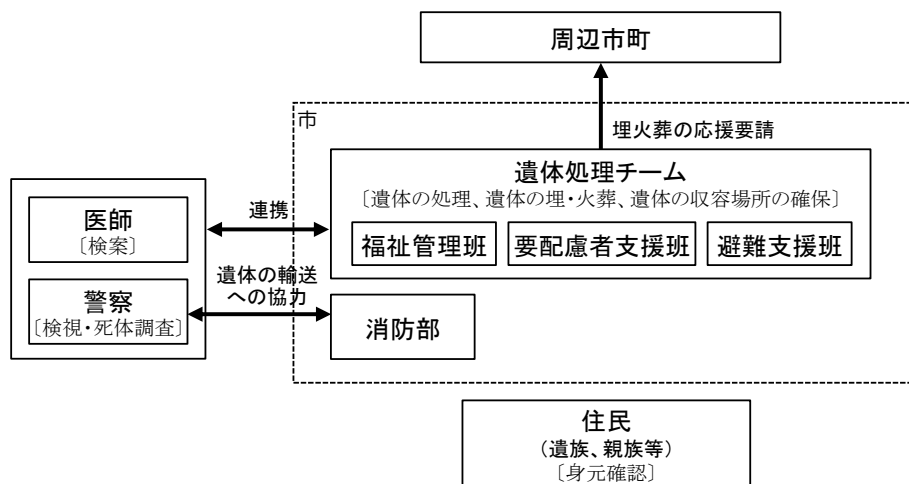 周辺市町
市
埋火葬の応援要請
遺体処理チーム
〔遺体の処理、遺体の埋・火葬、遺体の収容場所の確保〕
福祉管理班
要配慮者支援班
避難支援班
医師
〔検案〕
連携
警察
〔検視・死体調査〕
遺体の輸送
への協力
消防部
住民
(遺族、親族等)
〔身元確認〕